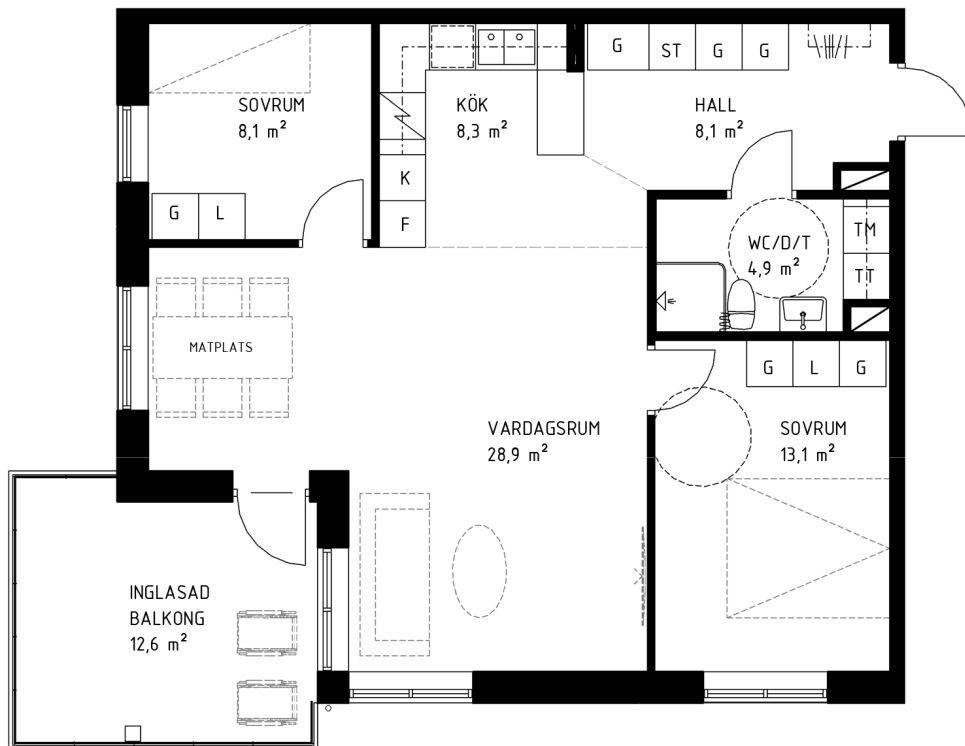 G
ST
G
G
SOVRUM
8,1 m²
KÖK
8,3 m²
HALL
8,1 m²
K
F
G
L
WC/D/T
4,9 m²
TM
TT
MATPLATS
G
L
G
VARDAGSRUM
28,9 m²
SOVRUM
13,1 m²
INGLASAD
BALKONG
12,6 m²